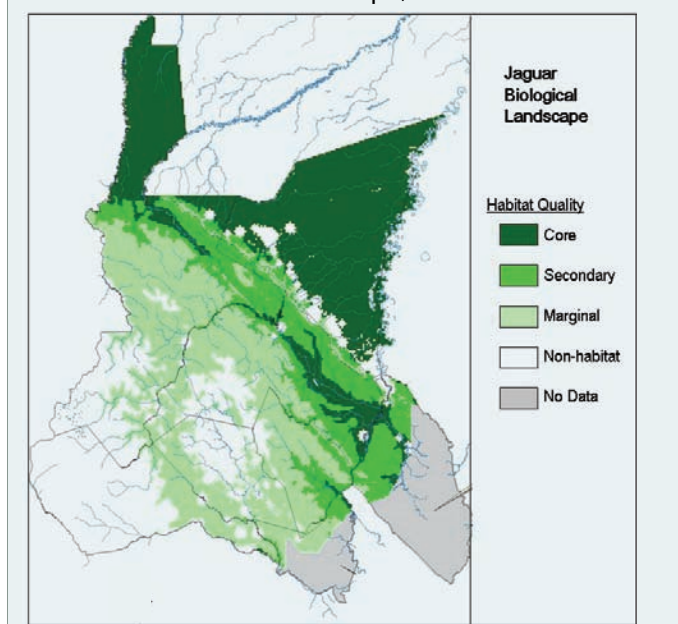 Jaguar
Biological
Landscape
Habitat Quality
Core
Secondary
Marginal
Non-habitat
No Data